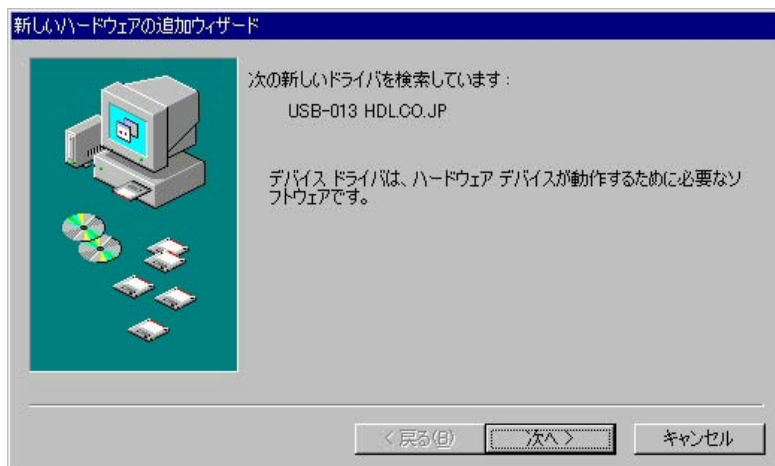 新しいハードウェアの追加ウィザード
次の新しいドライバを検索しています：
USB-013 HDL.CO.JP
デバイス ドライバは、ハードウェア デバイスが動作するために必要なソ
フトウェアです。
< 戻る(B)
次へ >
キャンセル